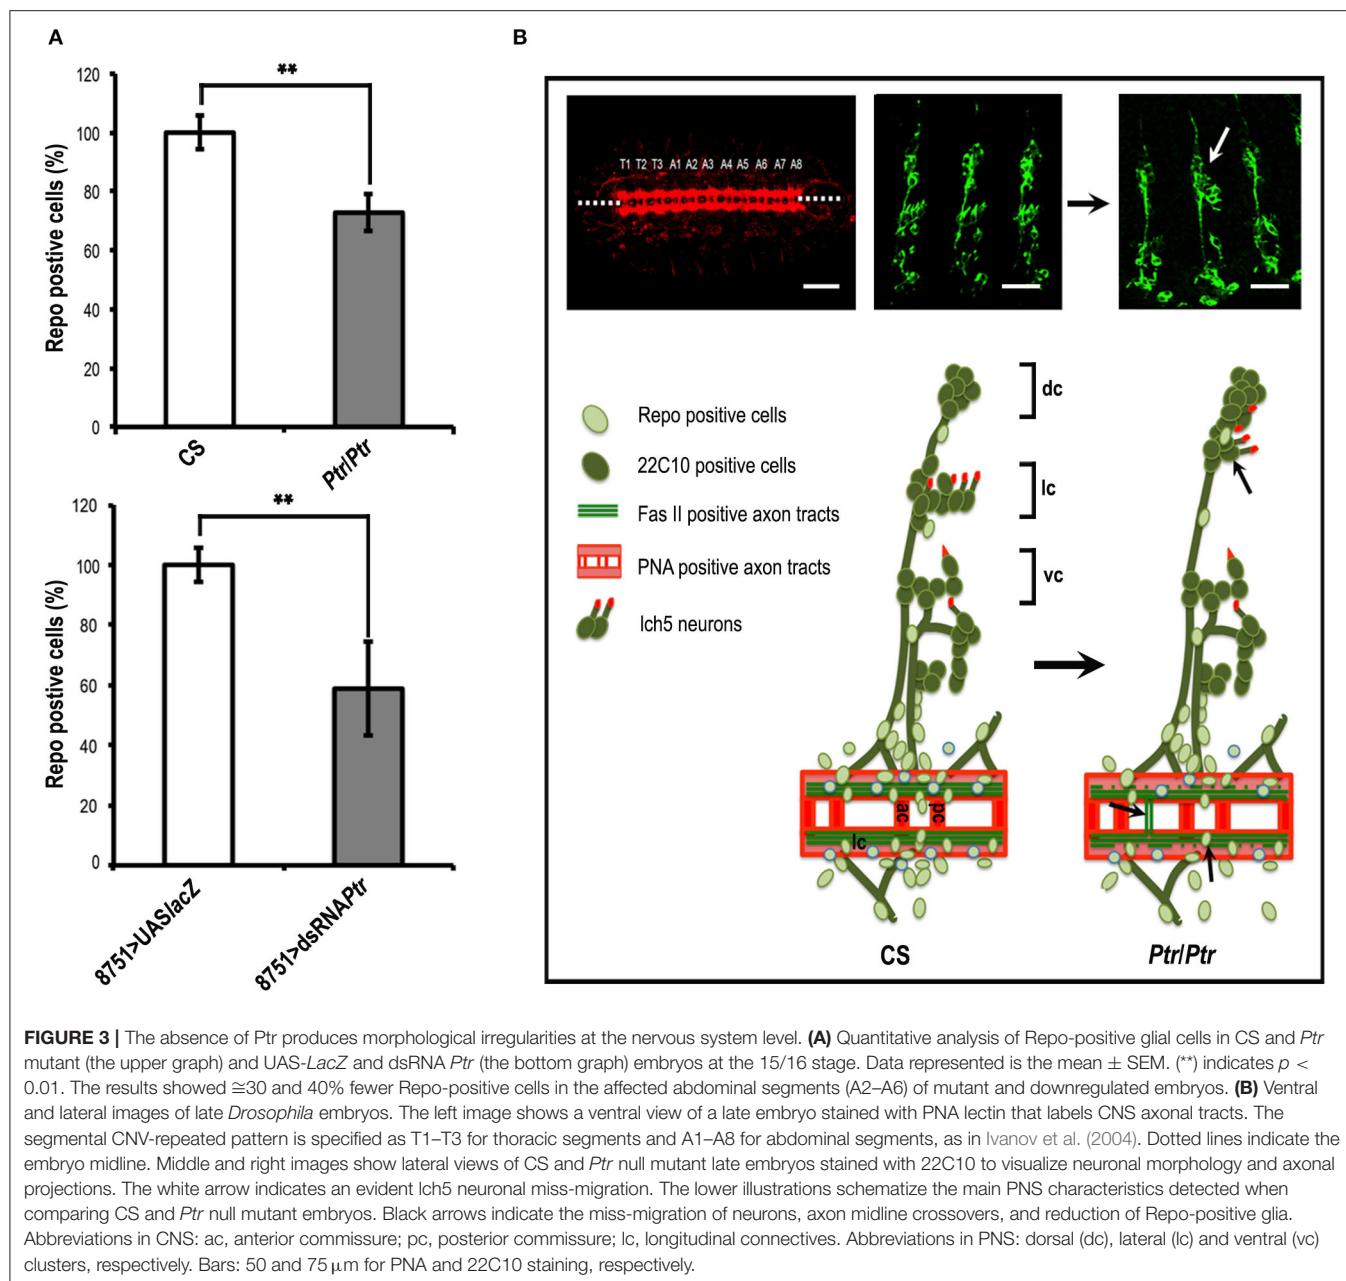 A
120
100
80
60
40
20
0
Repo postive cells (%)
**
CS
Ptr/Ptr
120
100
80
60
40
20
0
Repo postive cells (%)
**
8751>UASlacZ
8751>dsRNAPtr
B
T1 T2 T3 A1 A2 A3 A4 A5 A6 A7 A8
Repo positive cells
22C10 positive cells
Fas II positive axon tracts
PNA positive axon tracts
lch5 neurons
dc
lc
vc
ac
pc
lc
CS
Ptr/Ptr
FIGURE 3 | The absence of Ptr produces morphological irregularities at the nervous system level. (A) Quantitative analysis of Repo-positive glial cells in CS and Ptr
mutant (the upper graph) and UAS-LacZ and dsRNA Ptr (the bottom graph) embryos at the 15/16 stage. Data represented is the mean ± SEM. (**) indicates p <
0.01. The results showed ≅30 and 40% fewer Repo-positive cells in the affected abdominal segments (A2–A6) of mutant and downregulated embryos. (B) Ventral
and lateral images of late Drosophila embryos. The left image shows a ventral view of a late embryo stained with PNA lectin that labels CNS axonal tracts. The
segmental CNV-repeated pattern is specified as T1–T3 for thoracic segments and A1–A8 for abdominal segments, as in Ivanov et al. (2004). Dotted lines indicate the
embryo midline. Middle and right images show lateral views of CS and Ptr null mutant late embryos stained with 22C10 to visualize neuronal morphology and axonal
projections. The white arrow indicates an evident lch5 neuronal miss-migration. The lower illustrations schematize the main PNS characteristics detected when
comparing CS and Ptr null mutant embryos. Black arrows indicate the miss-migration of neurons, axon midline crossovers, and reduction of Repo-positive glia.
Abbreviations in CNS: ac, anterior commissure; pc, posterior commissure; lc, longitudinal connectives. Abbreviations in PNS: dorsal (dc), lateral (lc) and ventral (vc)
clusters, respectively. Bars: 50 and 75 μm for PNA and 22C10 staining, respectively.